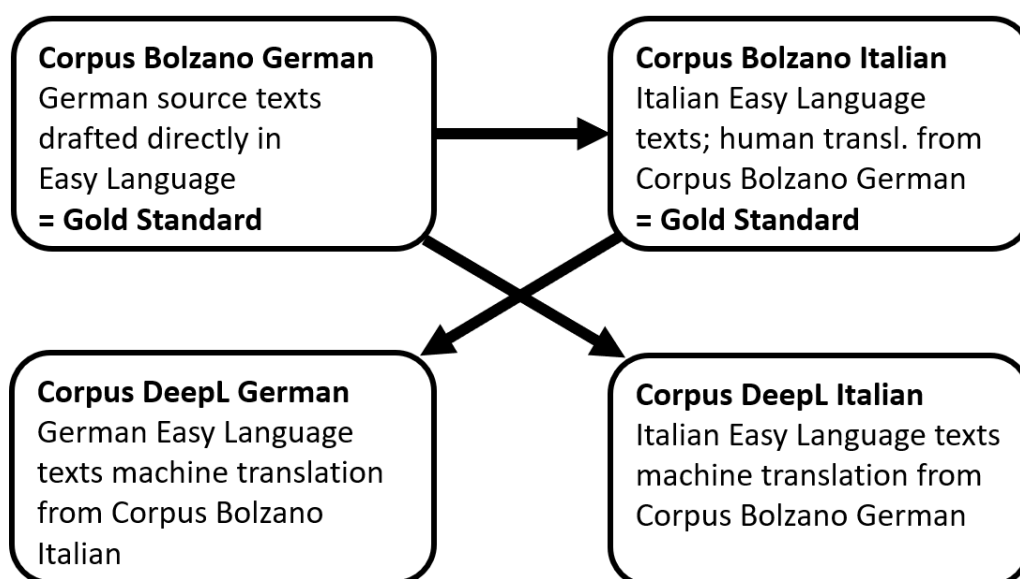 Corpus Bolzano German
German source texts
drafted directly in
Easy Language
= Gold Standard
Corpus Bolzano Italian
Italian Easy Language
texts; human transl. from
Corpus Bolzano German
= Gold Standard
Corpus DeepL German
German Easy Language
texts machine translation
from Corpus Bolzano
Italian
Corpus DeepL Italian
Italian Easy Language texts
machine translation from
Corpus Bolzano German